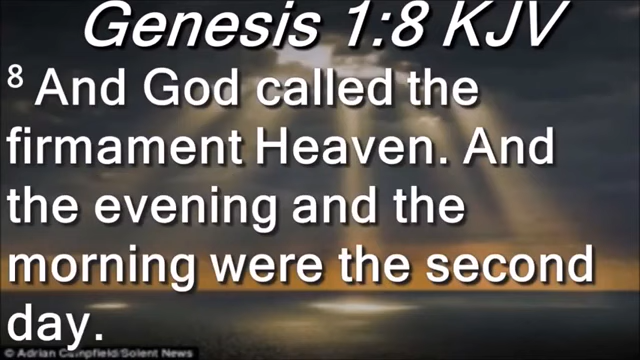 Genesis 1:8 KJV
8 And God called the
firmament Heaven. And
the evening and the
morning were the second
day.
© Adrian Campfield/Solent News